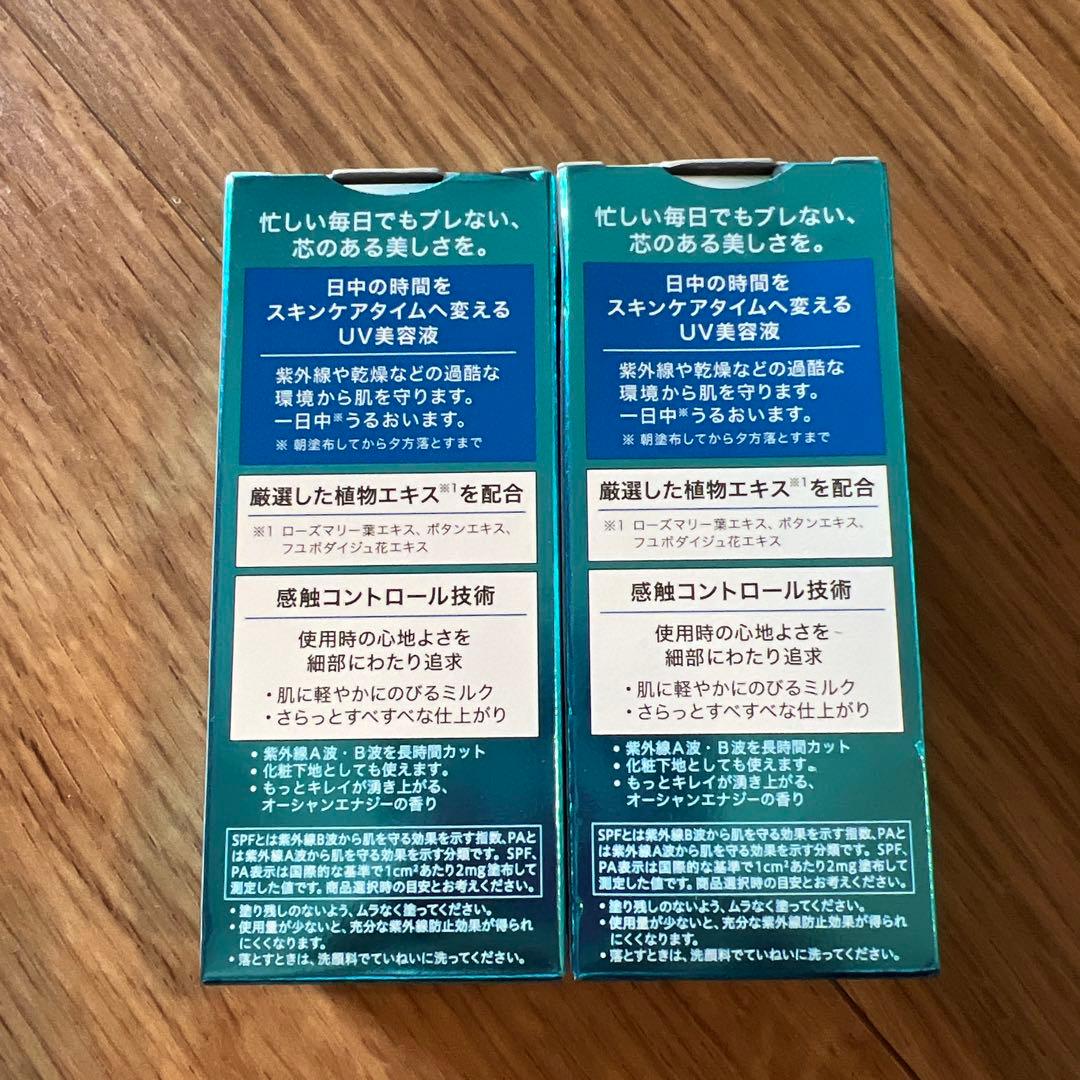 忙しい毎日でもブレない、
芯のある美しさを。
日中の時間を
スキンケアタイムへ変える
UV美容液
紫外線や乾燥などの過酷な
環境から肌を守ります。
一日中※うるおいます。
※ 朝塗布してから夕方落とすまで
厳選した植物エキス※1を配合
※1 ローズマリー葉エキス、ボタンエキス、
フユボダイジュ花エキス
感触コントロール技術
使用時の心地よさを
細部にわたり追求
・肌に軽やかにのびるミルク
・さらっとすべすべな仕上がり
• 紫外線A波・B波を長時間カット
• 化粧下地としても使えます。
• もっとキレイが湧き上がる、
オーシャンエナジーの香り
SPFとは紫外線B波から肌を守る効果を示す指数、PAと
は紫外線A波から肌を守る効果を示す分類です。SPF、
PA表示は国際的な基準で1cm²あたり2mg塗布して
測定した値です。商品選択時の目安とお考えください。
• 塗り残しのないよう、ムラなく塗ってください。
• 使用量が少ないと、充分な紫外線防止効果が得られ
にくくなります。
• 落とすときは、洗顔料でていねいに洗ってください。
忙しい毎日でもブレない、
芯のある美しさを。
日中の時間を
スキンケアタイムへ変える
UV美容液
紫外線や乾燥などの過酷な
環境から肌を守ります。
一日中※うるおいます。
※ 朝塗布してから夕方落とすまで
厳選した植物エキス※1を配合
※1 ローズマリー葉エキス、ボタンエキス、
フユボダイジュ花エキス
感触コントロール技術
使用時の心地よさを
細部にわたり追求
・肌に軽やかにのびるミルク
・さらっとすべすべな仕上がり
• 紫外線A波・B波を長時間カット
• 化粧下地としても使えます。
• もっとキレイが湧き上がる、
オーシャンエナジーの香り
SPFとは紫外線B波から肌を守る効果を示す指数、PAと
は紫外線A波から肌を守る効果を示す分類です。SPF、
PA表示は国際的な基準で1cm²あたり2mg塗布して
測定した値です。商品選択時の目安とお考えください。
• 塗り残しのないよう、ムラなく塗ってください。
• 使用量が少ないと、充分な紫外線防止効果が得られ
にくくなります。
• 落とすときは、洗顔料でていねいに洗ってください。